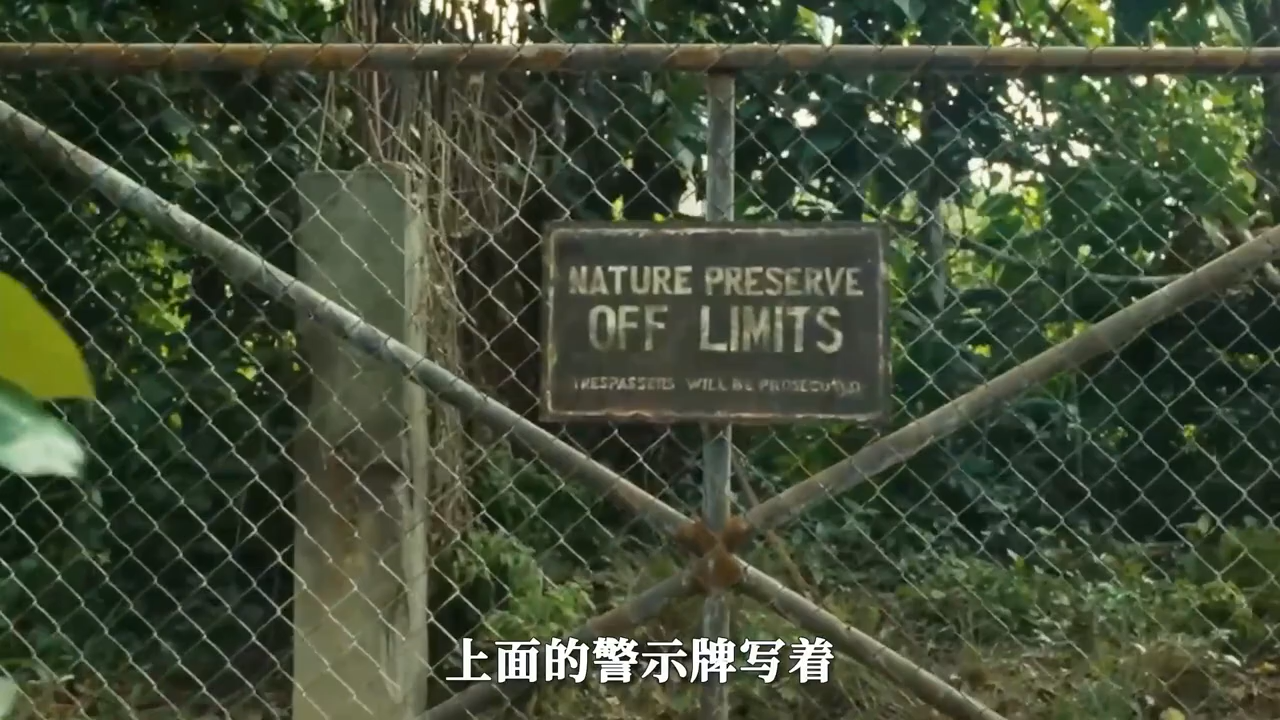 NATURE PRESERVE
OFF LIMITS
TRESPASSERS WILL BE PROSECUTED
上面的警示牌写着